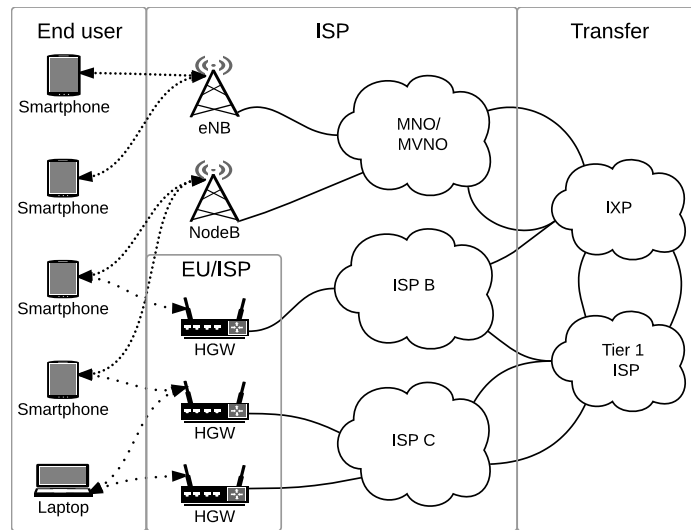 End user
ISP
Transfer
Smartphone
eNB
MNO/
MVNO
Smartphone
NodeB
IXP
EU/ISP
Smartphone
HGW
ISP B
Smartphone
HGW
Tier 1
ISP
Laptop
HGW
ISP C